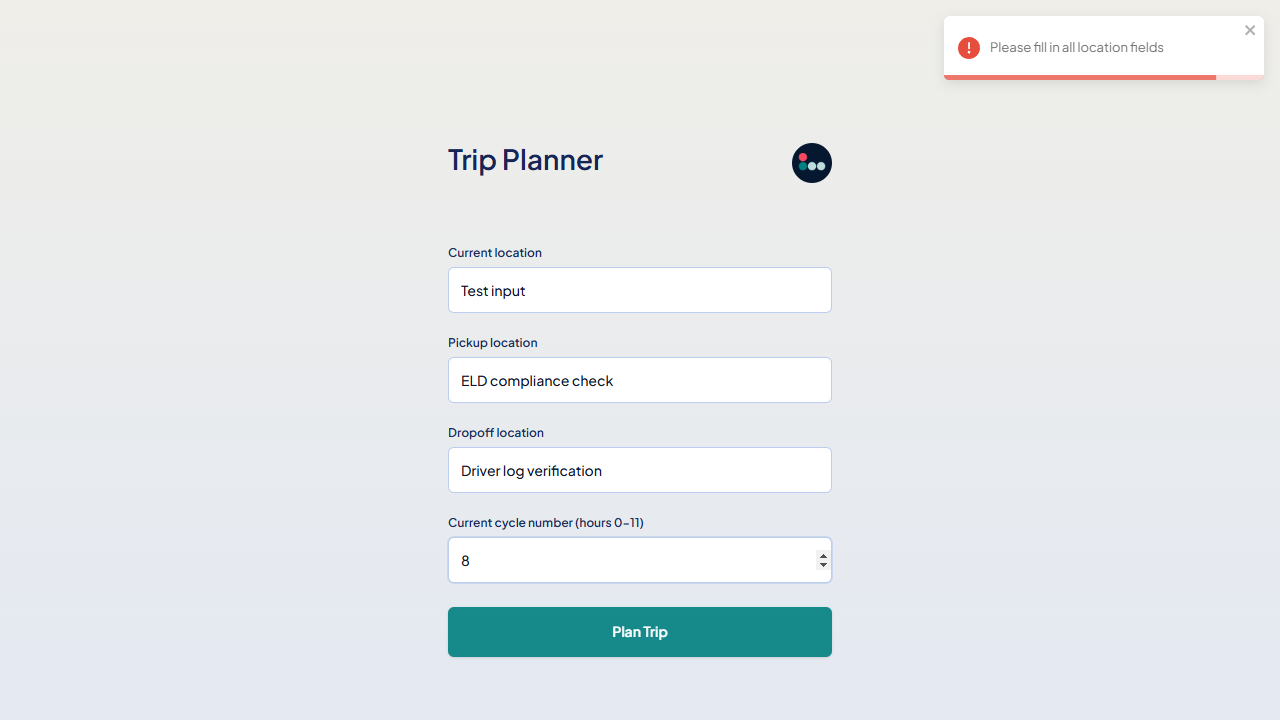 Please fill in all location fields
Trip Planner
Current location
Test input
Pickup location
ELD compliance check
Dropoff location
Driver log verification
Current cycle number (hours 0–11)
8
Plan Trip